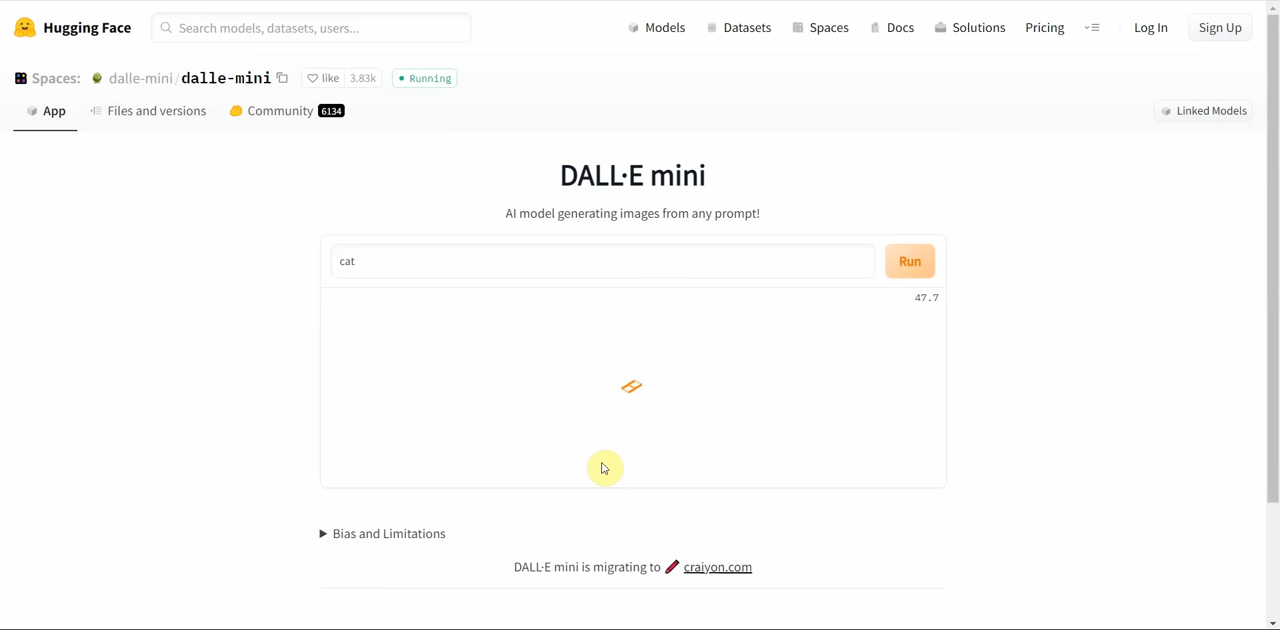 Hugging Face Search models, datasets, users... Models Datasets Spaces Docs Solutions Pricing Log In Sign Up
Spaces: dalle-mini/dalle-mini like 3.83k Running
App Files and versions Community 6134 Linked Models
DALL·E mini
AI model generating images from any prompt!
cat Run
47.7
Bias and Limitations
DALL·E mini is migrating to craiyon.com